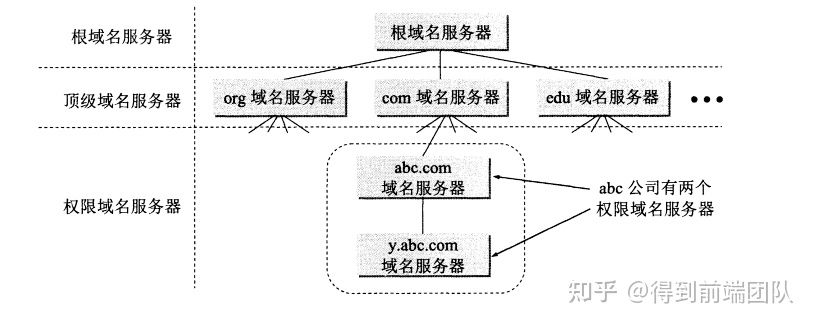 根域名服务器
根域名服务器
顶级域名服务器
org 域名服务器
com 域名服务器
edu 域名服务器
•••
权限域名服务器
abc.com
域名服务器
y.abc.com
域名服务器
abc 公司有两个
权限域名服务器
知乎 @得到前端团队